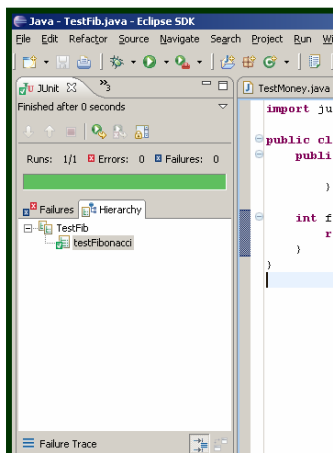 Java - TestFib.java - Eclipse SDK
File Edit Refactor Source Navigate Search Project Run Wi
JUnit 3
Finished after 0 seconds
Runs: 1/1 Errors: 0 Failures: 0
Failures Hierarchy
TestFib
testFibonacci
Failure Trace
TestMoney.java
import ju
public cl
publi
}
int f
r
}
}